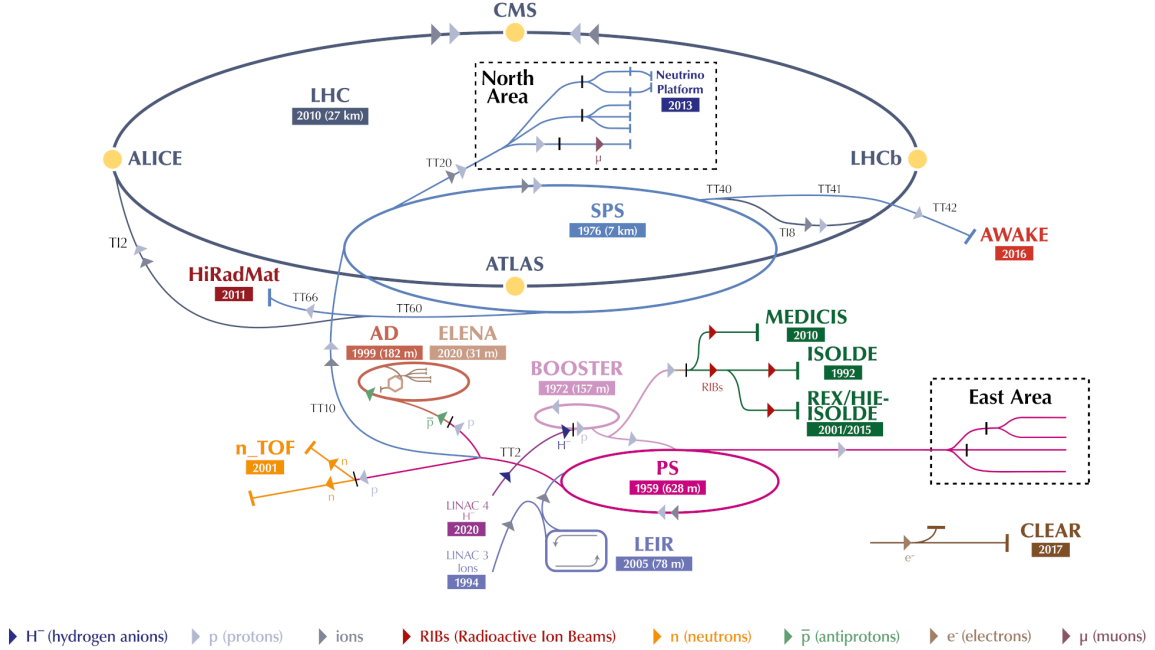 CMS
North
Area
Neutrino
Platform
2013
LHC
2010 (27 km)
μ
ALICE
LHCb
TT20
TT40
TT41
TT42
SPS
1976 (7 km)
TI8
TI2
AWAKE
2016
ATLAS
HiRadMat
2011
TT66
TT60
MEDICIS
2010
AD
1999 (182 m)
ELENA
2020 (31 m)
ISOLDE
1992
BOOSTER
1972 (157 m)
RIBs
REX/HIE-
ISOLDE
2001/2015
East Area
TT10
p̅
p
H⁻
p
n_TOF
2001
n
n
p
TT2
PS
1959 (628 m)
LINAC 4
H⁻
2020
LINAC 3
Ions
1994
LEIR
2005 (78 m)
CLEAR
2017
e⁻
H⁻ (hydrogen anions)
p (protons)
ions
RIBs (Radioactive Ion Beams)
n (neutrons)
p̅ (antiprotons)
e⁻ (electrons)
μ (muons)